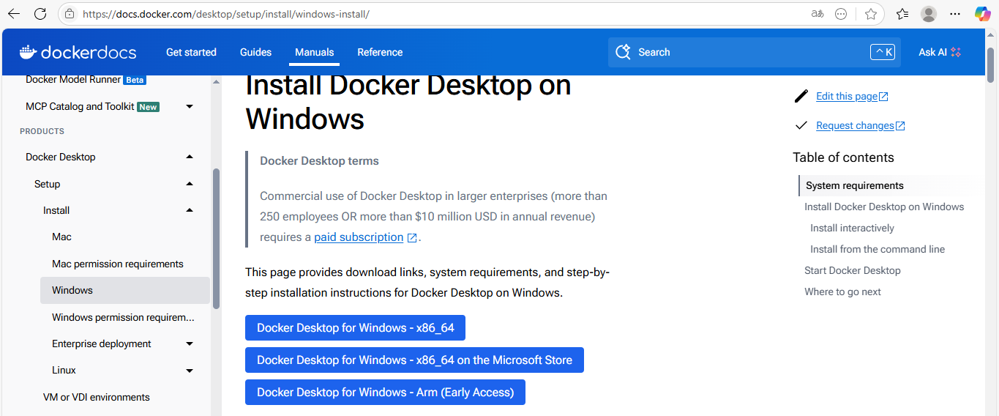 https://docs.docker.com/desktop/setup/install/windows-install/
dockerdocs
Get started
Guides
Manuals
Reference
Search
^ K
Ask AI
Docker Model Runner Beta
MCP Catalog and Toolkit New
PRODUCTS
Docker Desktop
Setup
Install
Mac
Mac permission requirements
Windows
Windows permission requirem...
Enterprise deployment
Linux
VM or VDI environments
Install Docker Desktop on
Windows
Docker Desktop terms
Commercial use of Docker Desktop in larger enterprises (more than
250 employees OR more than $10 million USD in annual revenue)
requires a paid subscription.
This page provides download links, system requirements, and step-by-
step installation instructions for Docker Desktop on Windows.
Docker Desktop for Windows - x86_64
Docker Desktop for Windows - x86_64 on the Microsoft Store
Docker Desktop for Windows - Arm (Early Access)
Edit this page
Request changes
Table of contents
System requirements
Install Docker Desktop on Windows
Install interactively
Install from the command line
Start Docker Desktop
Where to go next